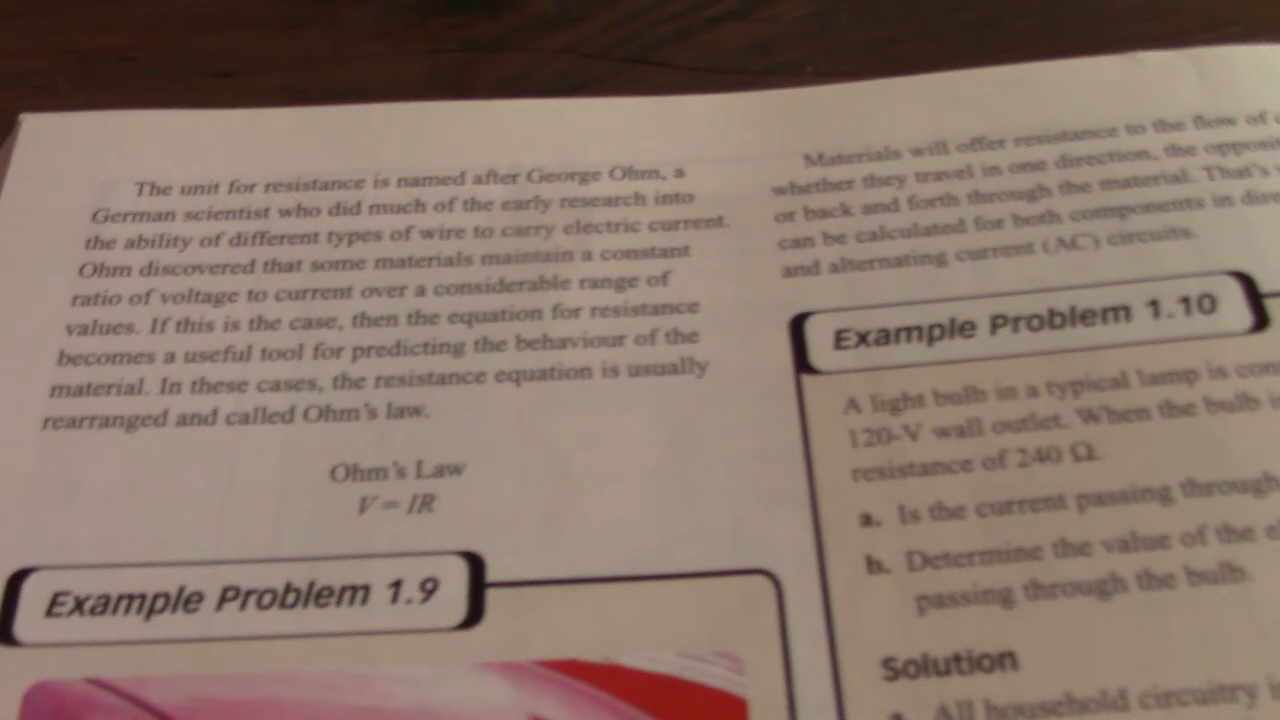 The unit for resistance is named after George Ohm, a
German scientist who did much of the early research into
the ability of different types of wire to carry electric current.
Ohm discovered that some materials maintain a constant
ratio of voltage to current over a considerable range of
values. If this is the case, then the equation for resistance
becomes a useful tool for predicting the behaviour of the
material. In these cases, the resistance equation is usually
rearranged and called Ohm's law.
Ohm's Law
V = IR
Example Problem 1.9
Materials will offer resistance to the flow of
whether they travel in one direction, the
or back and forth through the material. That's
can be calculated for both components in
and alternating current (AC) circuits.
Example Problem 1.10
A light bulb in a typical lamp is
120-V wall outlet. When the bulb
resistance of 240 Ω.
a. Is the current passing through
b. Determine the value of the
passing through the bulb.
Solution
a. All household circuitry